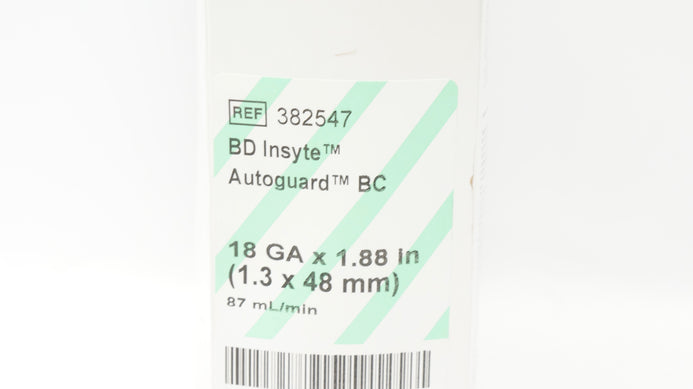 REF 382547
BD Insyte™
Autoguard™ BC
18 GA x 1.88 in
(1.3 x 48 mm)
87 mL/min